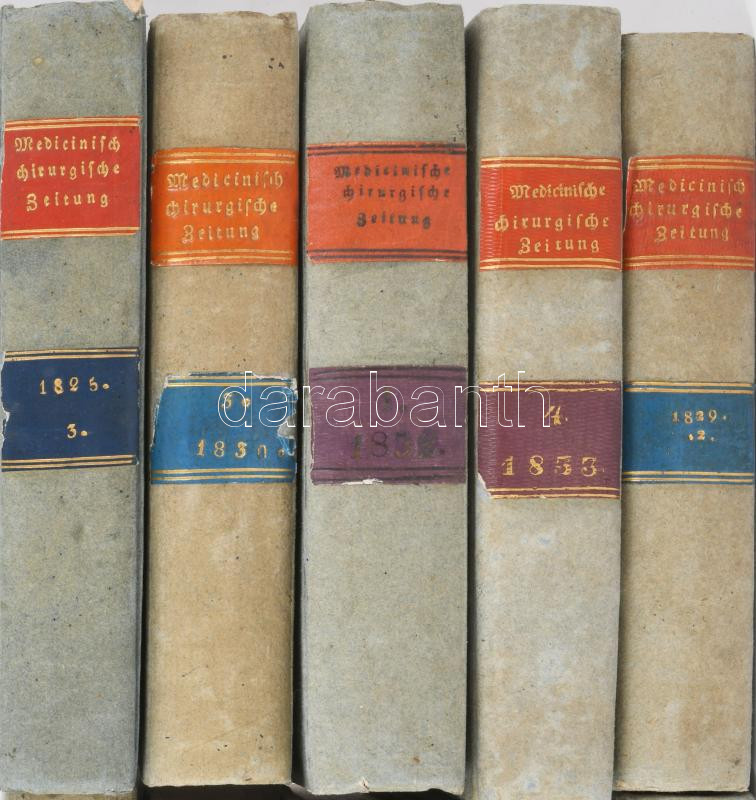 Medicinisch
chirurgische
Zeitung
1825.
3.
Medicinisch
chirurgische
Zeitung
1830.
Medicinische
chirurgische
Zeitung
Medicinische
chirurgische
Zeitung
4.
1833.
Medicinisch
chirurgische
Zeitung
1829.
.2.
darabanth